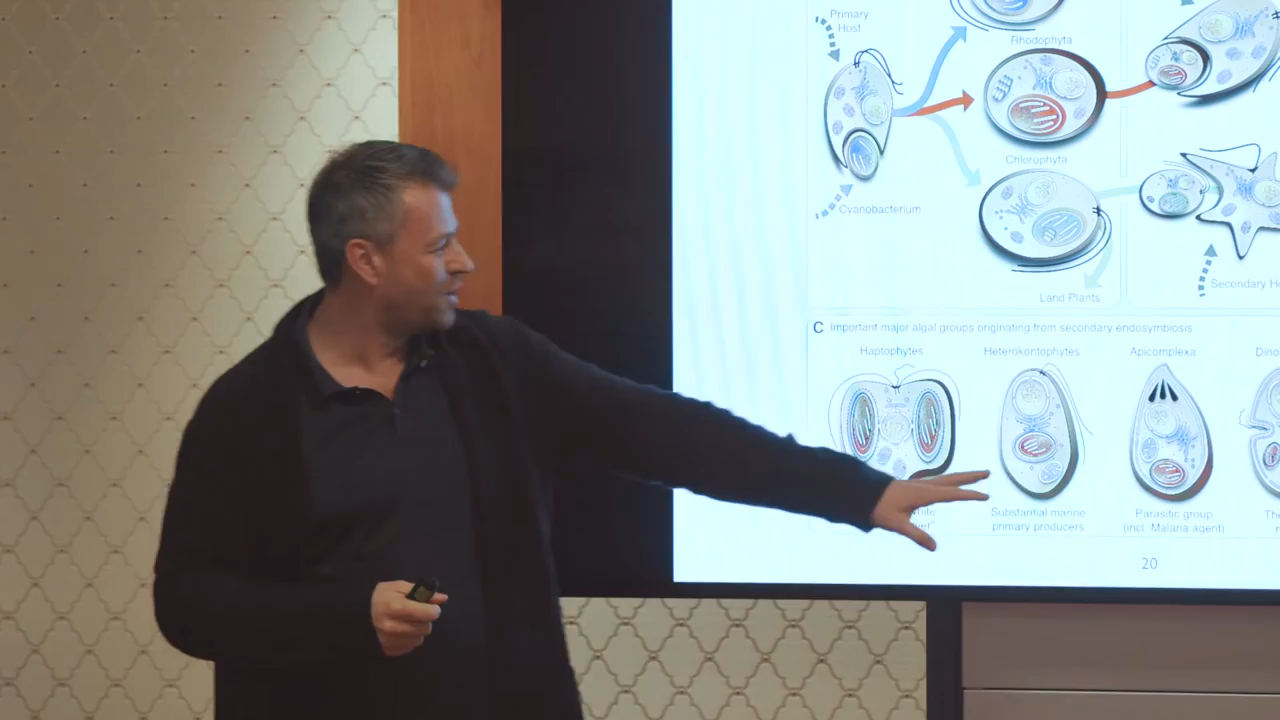 Primary
Host
Rhodophyta
Chlorophyta
Cyanobacterium
Land Plants
Secondary
C Important major algal groups originating from secondary endosymbiosis
Haptophytes
Heterokontophytes
Apicomplexa
Substantial marine
primary producers
Parasitic group
(incl. Malaria agent)
20